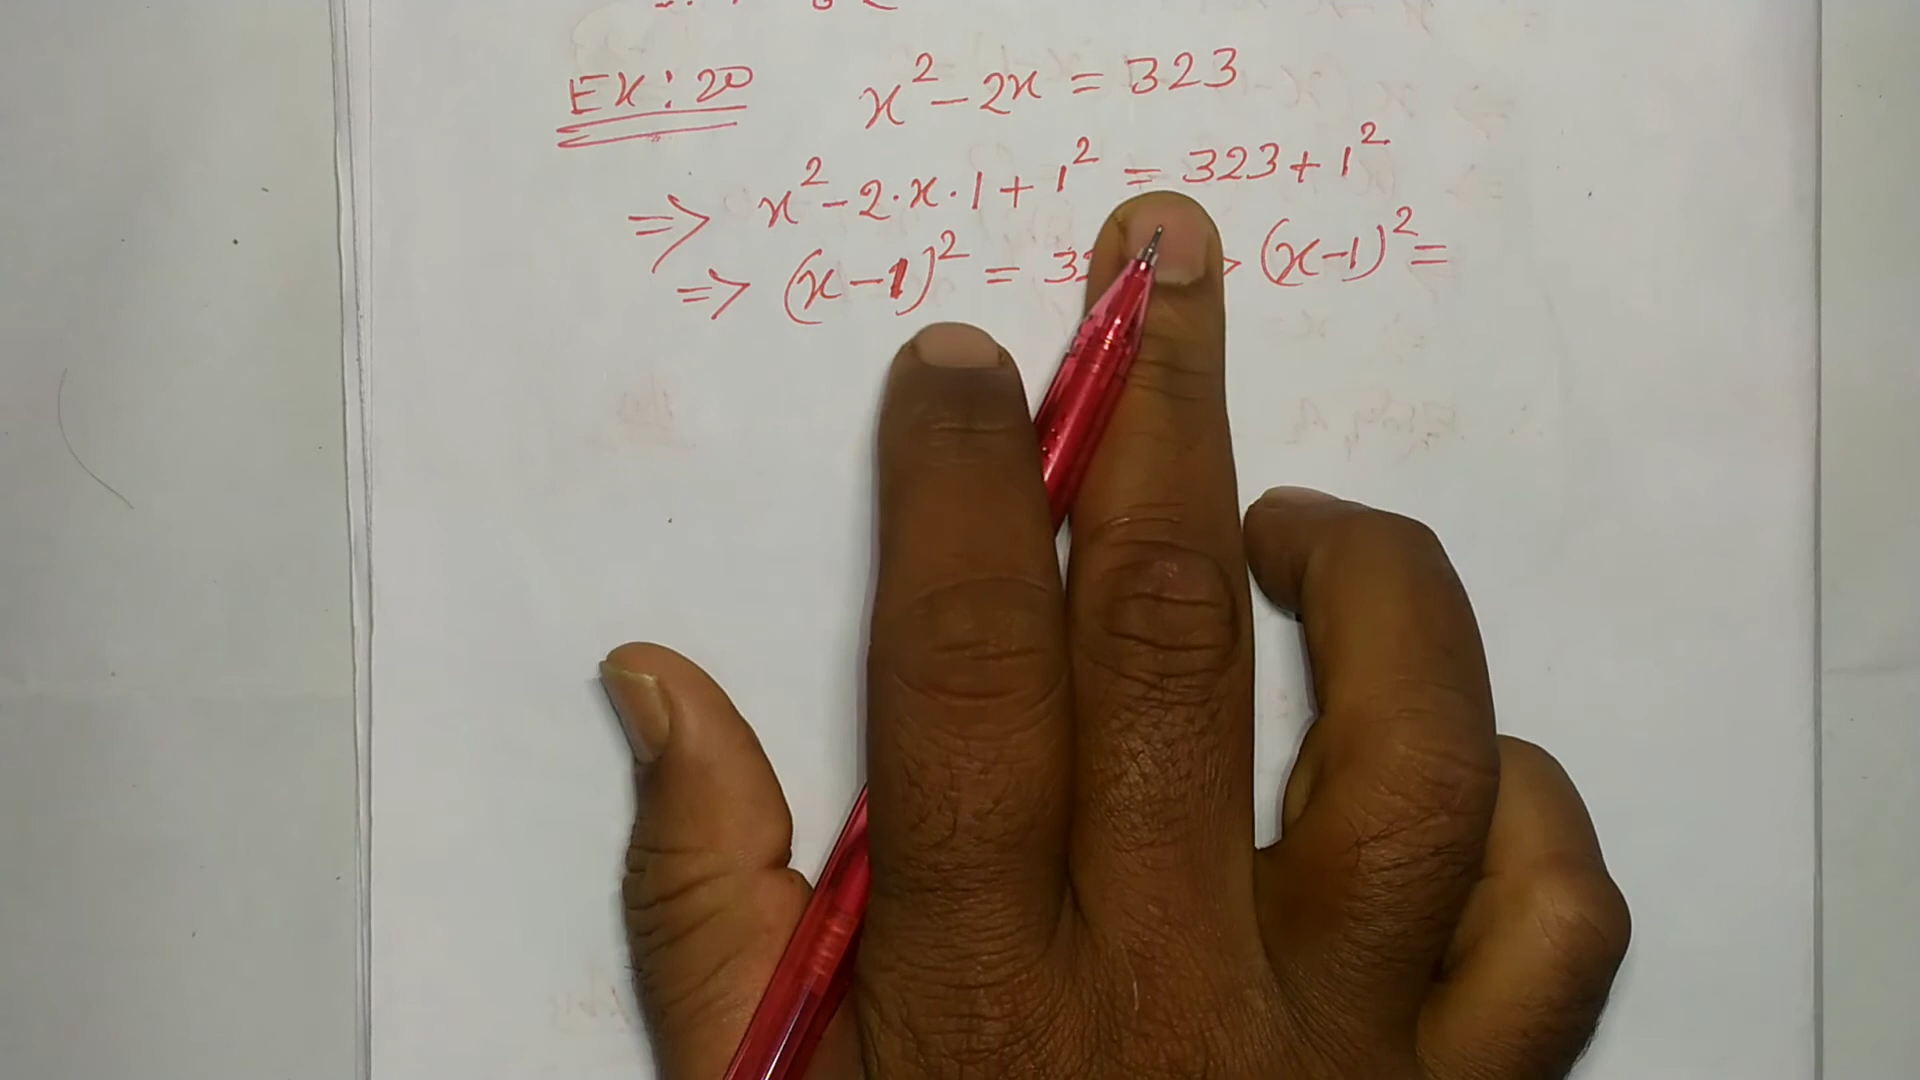 EX: 20 x² - 2x = 323
=> x² - 2·x·1 + 1² = 323 + 1²
=> (x-1)² = 3 > (x-1)² =